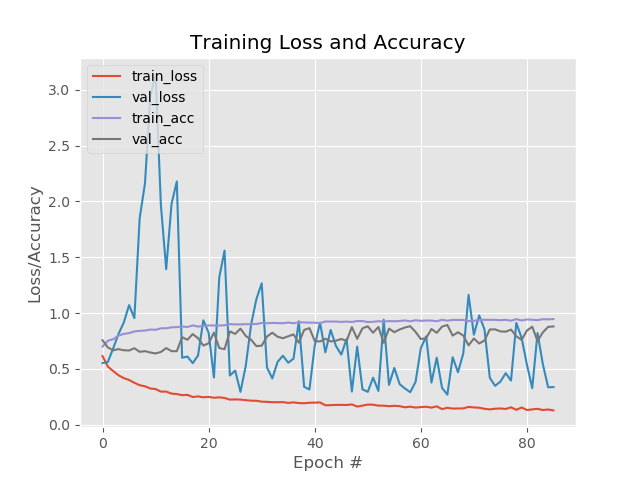 Training Loss and Accuracy
train_loss
val_loss
train_acc
val_acc
3.0
2.5
2.0
1.5
1.0
0.5
0.0
Loss/Accuracy
0
20
40
60
80
Epoch #